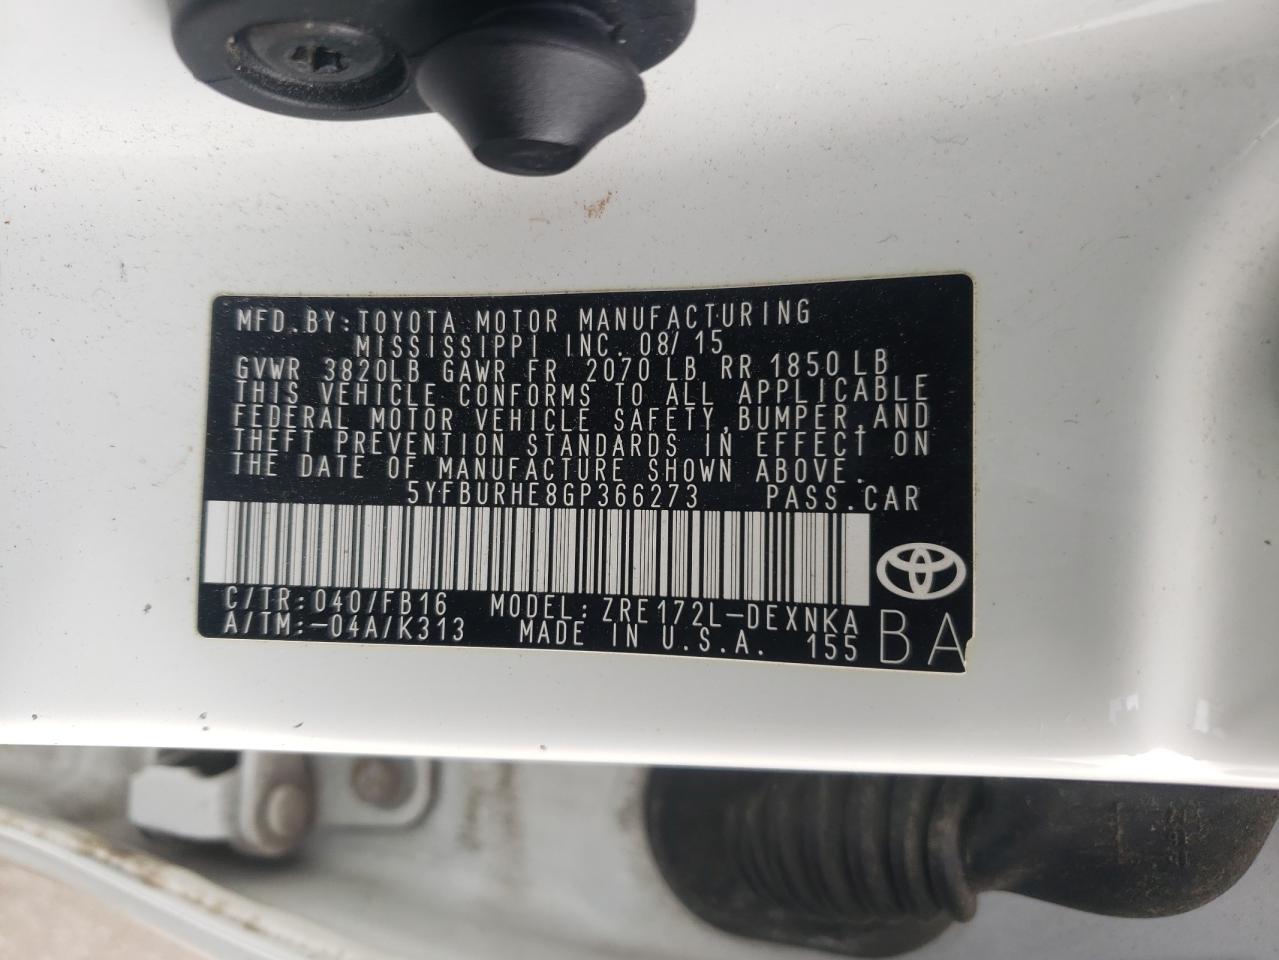 MFD.BY:TOYOTA MOTOR MANUFACTURING
MISSISSIPPI INC. 08/15
GVWR 3820LB GAWR FR 2070 LB RR 1850 LB
THIS VEHICLE CONFORMS TO ALL APPLICABLE
FEDERAL MOTOR VEHICLE SAFETY,BUMPER,AND
THEFT PREVENTION STANDARDS IN EFFECT ON
THE DATE OF MANUFACTURE SHOWN ABOVE.
5YFBURHE8GP366273 PASS.CAR
C/TR:040/FB16 MODEL:ZRE172L-DEXNKA
A/TM:-04A/K313 MADE IN U.S.A. 155 BA